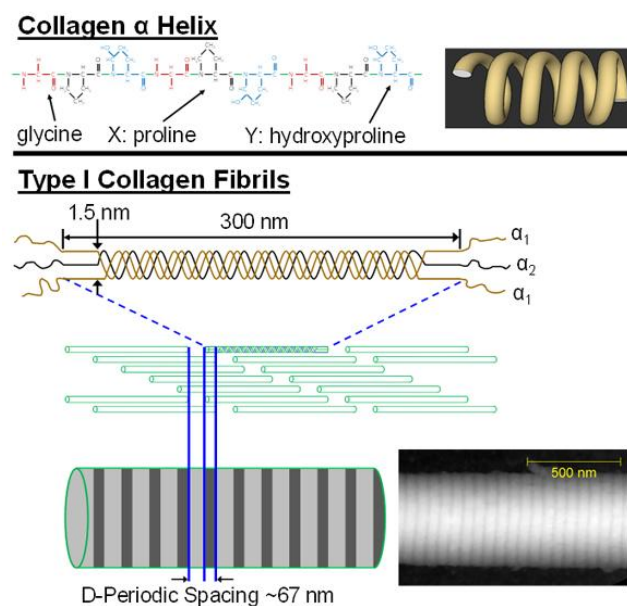 Collagen α Helix
glycine
X: proline
Y: hydroxyproline
Type I Collagen Fibrils
1.5 nm
300 nm
α1
α2
α1
500 nm
D-Periodic Spacing ~67 nm